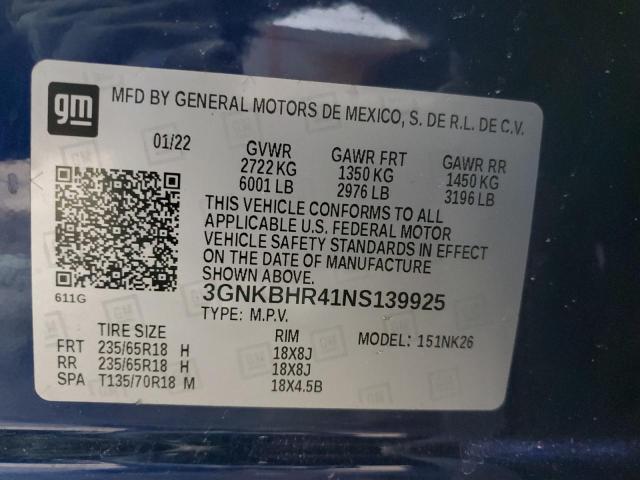 gm
MFD BY GENERAL MOTORS DE MEXICO, S. DE R.L. DE C.V.
01/22 GVWR GAWR FRT GAWR RR
2722 KG 1350 KG 1450 KG
6001 LB 2976 LB 3196 LB
THIS VEHICLE CONFORMS TO ALL
APPLICABLE U.S. FEDERAL MOTOR
VEHICLE SAFETY STANDARDS IN EFFECT
ON THE DATE OF MANUFACTURE
SHOWN ABOVE.
611G
3GNKBHR41NS139925
TYPE: M.P.V. MODEL: 151NK26
TIRE SIZE RIM
FRT 235/65R18 H 18X8J
RR 235/65R18 H 18X8J
SPA T135/70R18 M 18X4.5B